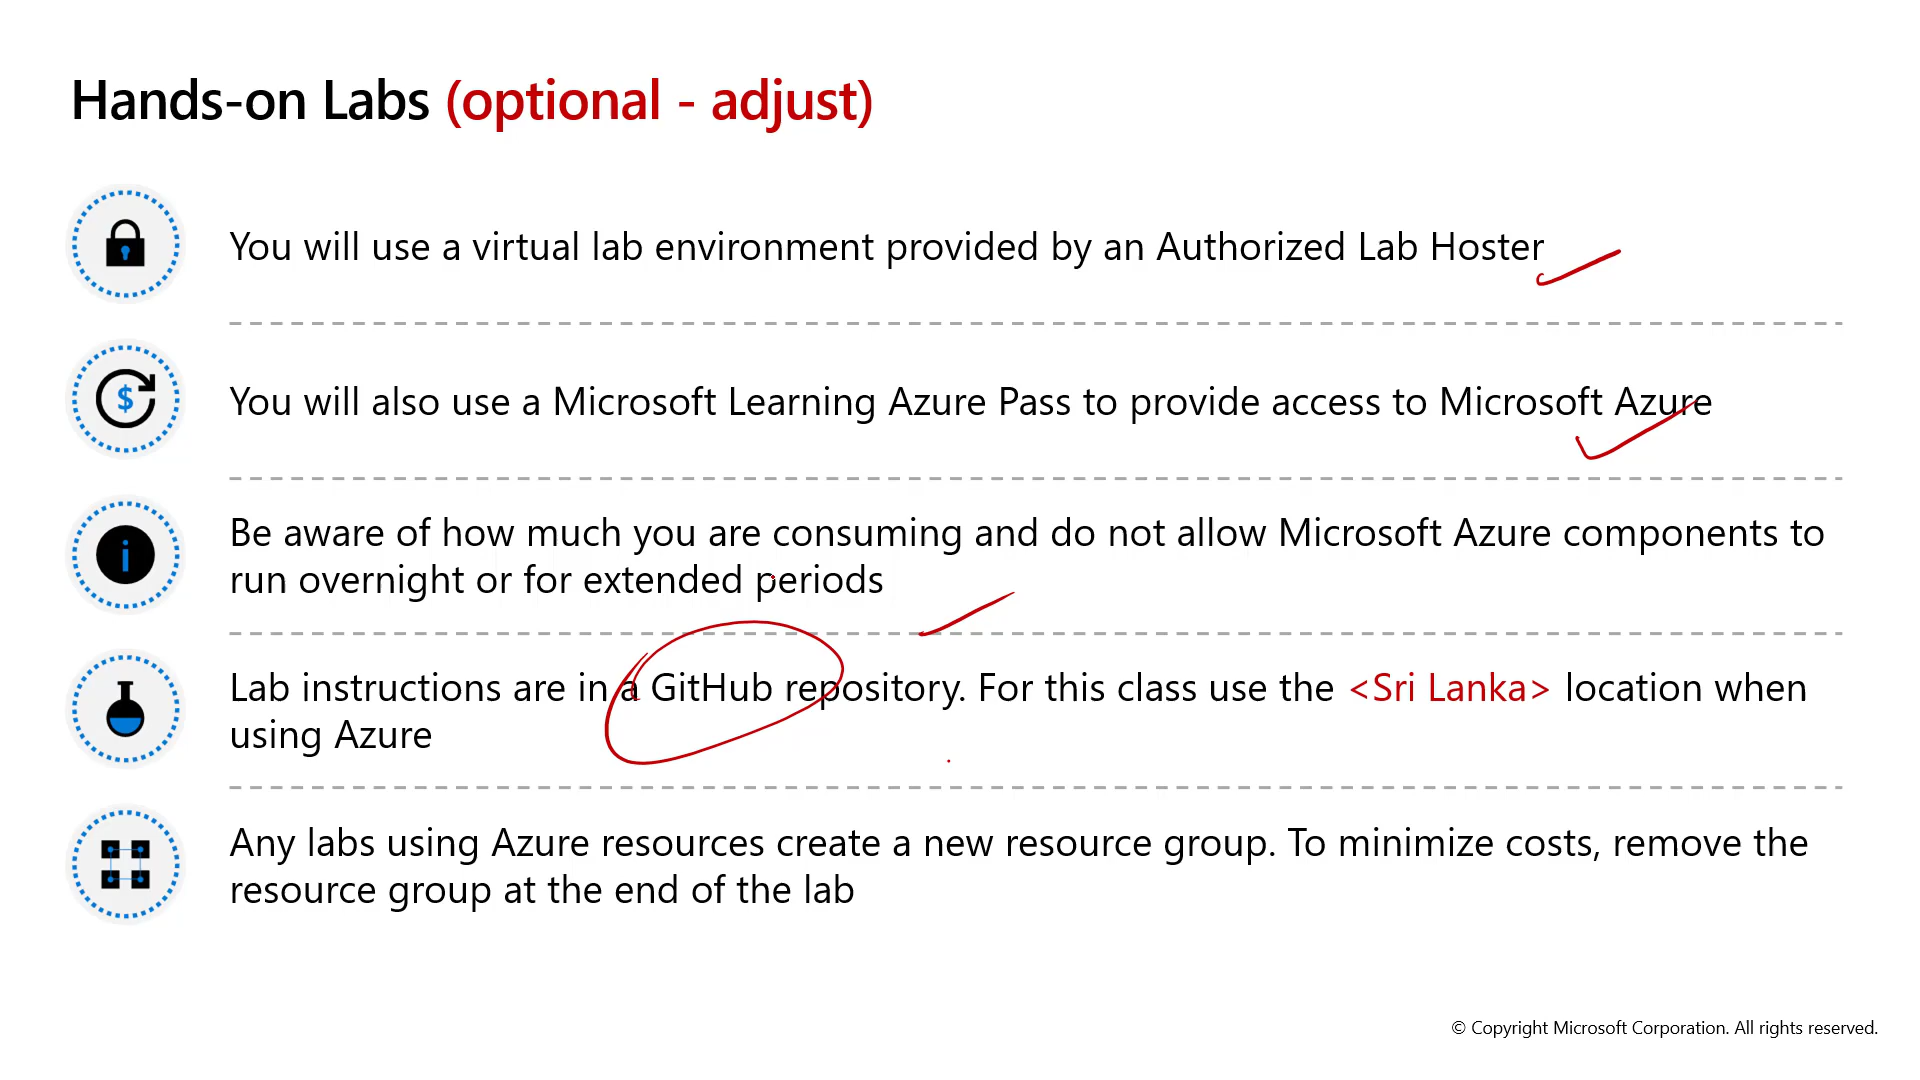 Hands-on Labs (optional - adjust)
You will use a virtual lab environment provided by an Authorized Lab Hoster
You will also use a Microsoft Learning Azure Pass to provide access to Microsoft Azure
Be aware of how much you are consuming and do not allow Microsoft Azure components to
run overnight or for extended periods
Lab instructions are in a GitHub repository. For this class use the <Sri Lanka> location when
using Azure
Any labs using Azure resources create a new resource group. To minimize costs, remove the
resource group at the end of the lab
© Copyright Microsoft Corporation. All rights reserved.